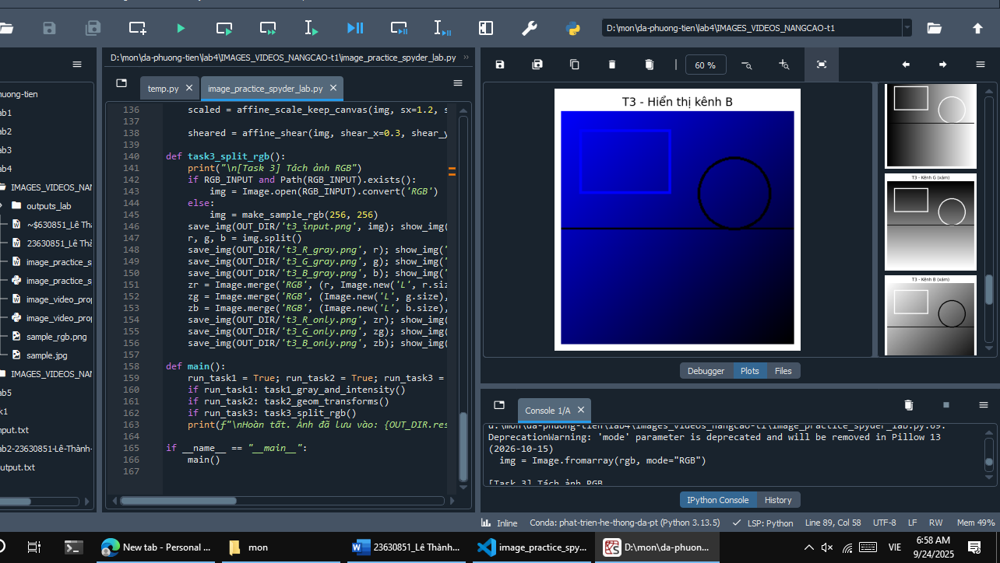 60 %
D:\mon\da-phuong-tien\lab4\IMAGES_VIDEOS_NANGCAO-t1
D:\mon\da-phuong-tien\lab4\IMAGES_VIDEOS_NANGCAO-t1\image_practice_spyder_lab.py
temp.py
image_practice_spyder_lab.py
huong-tien
ab1
ab2
ab3
ab4
IMAGES_VIDEOS_NAN
outputs_lab
~$630851_Lê Thà
23630851_Lê Thàn
image_practice_s
image_practice_s
image_video_prop
image_video_prop
sample_rgb.png
sample.jpg
IMAGES_VIDEOS_NAN
ab5
k1
nput.txt
ab2-23630851-Lê-Thành-
output.txt
136 scaled = affine_scale_keep_canvas(img, sx=1.2, s
137
138 sheared = affine_shear(img, shear_x=0.3, shear_y
139
140 def task3_split_rgb():
141 print("\n[Task 3] Tách ảnh RGB")
142 if RGB_INPUT and Path(RGB_INPUT).exists():
143 img = Image.open(RGB_INPUT).convert('RGB')
144 else:
145 img = make_sample_rgb(256, 256)
146 save_img(OUT_DIR/'t3_input.png', img); show_img(
147 r, g, b = img.split()
148 save_img(OUT_DIR/'t3_R_gray.png', r); show_img('
149 save_img(OUT_DIR/'t3_G_gray.png', g); show_img('
150 save_img(OUT_DIR/'t3_B_gray.png', b); show_img('
151 zr = Image.merge('RGB', (r, Image.new('L', r.siz
152 zg = Image.merge('RGB', (Image.new('L', g.size),
153 zb = Image.merge('RGB', (Image.new('L', b.size),
154 save_img(OUT_DIR/'t3_R_only.png', zr); show_img(
155 save_img(OUT_DIR/'t3_G_only.png', zg); show_img(
156 save_img(OUT_DIR/'t3_B_only.png', zb); show_img(
157
158 def main():
159 run_task1 = True; run_task2 = True; run_task3 =
160 if run_task1: task1_gray_and_intensity()
161 if run_task2: task2_geom_transforms()
162 if run_task3: task3_split_rgb()
163 print(f"\nHoàn tất. Ảnh đã lưu vào: {OUT_DIR.res
164
165 if __name__ == "__main__":
166 main()
167
T3 - Hiển thị kênh B
T3 - Kênh G (xám)
T3 - Kênh B (xám)
Debugger
Plots
Files
Console 1/A
d:\mon\da-phuong-tien\lab4\images_videos_nangcao-t1\image_practice_spyder_lab.py:89:
DeprecationWarning: 'mode' parameter is deprecated and will be removed in Pillow 13
(2026-10-15)
img = Image.fromarray(rgb, mode="RGB")
[Task 3] Tách ảnh RGB
IPython Console
History
Inline
Conda: phat-trien-he-thong-da-pt (Python 3.13.5)
LSP: Python
Line 89, Col 58
UTF-8
LF
RW
Mem 49%
New tab - Personal ...
mon
23630851_Lê Thành...
image_practice_spy...
D:\mon\da-phuon...
VIE
6:58 AM
9/24/2025